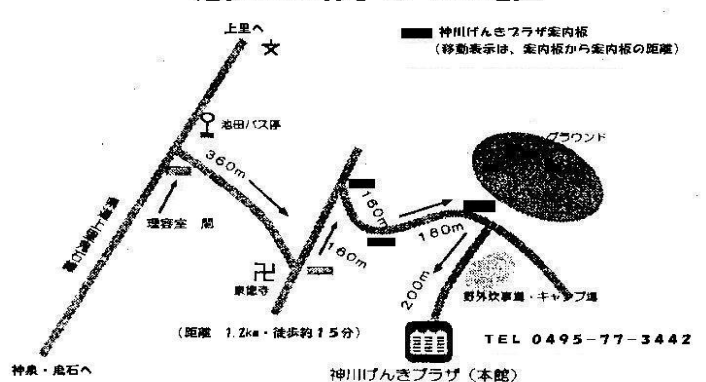 上里へ
神川げんきプラザ案内板
(移動表示は、案内板から案内板の距離)
池田バス停
グラウンド
360m
160m
理容室 関
160m
180m
200m
野外炊事場・キャンプ場
(距離 1.2km・徒歩約15分)
TEL 0495-77-3442
神泉・鬼石へ
神川げんきプラザ(本館)